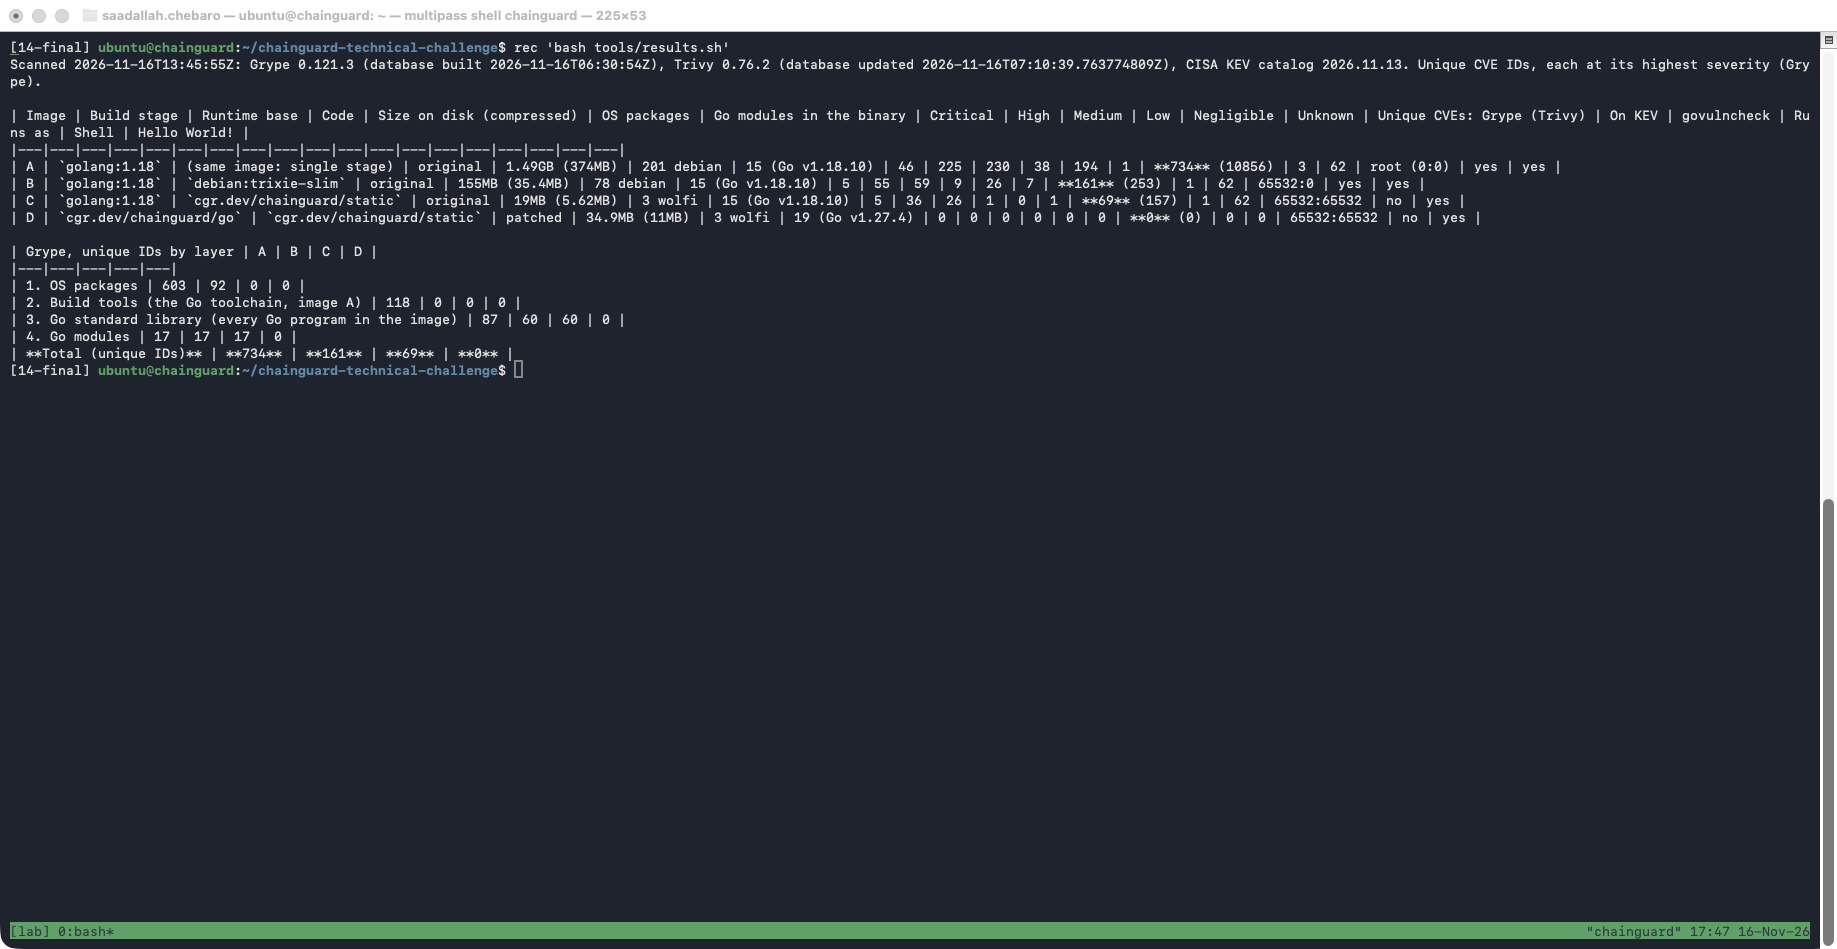 saadallah.chebaro — ubuntu@chainguard: ~ — multipass shell chainguard — 225×53
[14-final] ubuntu@chainguard:~/chainguard-technical-challenge$ rec 'bash tools/results.sh'
Scanned 2026-11-16T13:45:55Z: Grype 0.121.3 (database built 2026-11-16T06:30:54Z), Trivy 0.76.2 (database updated 2026-11-16T07:10:39.763774809Z), CISA KEV catalog 2026.11.13. Unique CVE IDs, each at its highest severity (Gry
pe).
| Image | Build stage | Runtime base | Code | Size on disk (compressed) | OS packages | Go modules in the binary | Critical | High | Medium | Low | Negligible | Unknown | Unique CVEs: Grype (Trivy) | On KEV | govulncheck | Ru
ns as | Shell | Hello World! |
|---|---|---|---|---|---|---|---|---|---|---|---|---|---|---|---|---|---|---|
| A | `golang:1.18` | (same image: single stage) | original | 1.49GB (374MB) | 201 debian | 15 (Go v1.18.10) | 46 | 225 | 230 | 38 | 194 | 1 | **734** (10856) | 3 | 62 | root (0:0) | yes | yes |
| B | `golang:1.18` | `debian:trixie-slim` | original | 155MB (35.4MB) | 78 debian | 15 (Go v1.18.10) | 5 | 55 | 59 | 9 | 26 | 7 | **161** (253) | 1 | 62 | 65532:0 | yes | yes |
| C | `golang:1.18` | `cgr.dev/chainguard/static` | original | 19MB (5.62MB) | 3 wolfi | 15 (Go v1.18.10) | 5 | 36 | 26 | 1 | 0 | 1 | **69** (157) | 1 | 62 | 65532:65532 | no | yes |
| D | `cgr.dev/chainguard/go` | `cgr.dev/chainguard/static` | patched | 34.9MB (11MB) | 3 wolfi | 19 (Go v1.27.4) | 0 | 0 | 0 | 0 | 0 | 0 | **0** (0) | 0 | 0 | 65532:65532 | no | yes |
| Grype, unique IDs by layer | A | B | C | D |
|---|---|---|---|---|
| 1. OS packages | 603 | 92 | 0 | 0 |
| 2. Build tools (the Go toolchain, image A) | 118 | 0 | 0 | 0 |
| 3. Go standard library (every Go program in the image) | 87 | 60 | 60 | 0 |
| 4. Go modules | 17 | 17 | 17 | 0 |
| **Total (unique IDs)** | **734** | **161** | **69** | **0** |
[14-final] ubuntu@chainguard:~/chainguard-technical-challenge$
[lab] 0:bash* "chainguard" 17:47 16-Nov-26